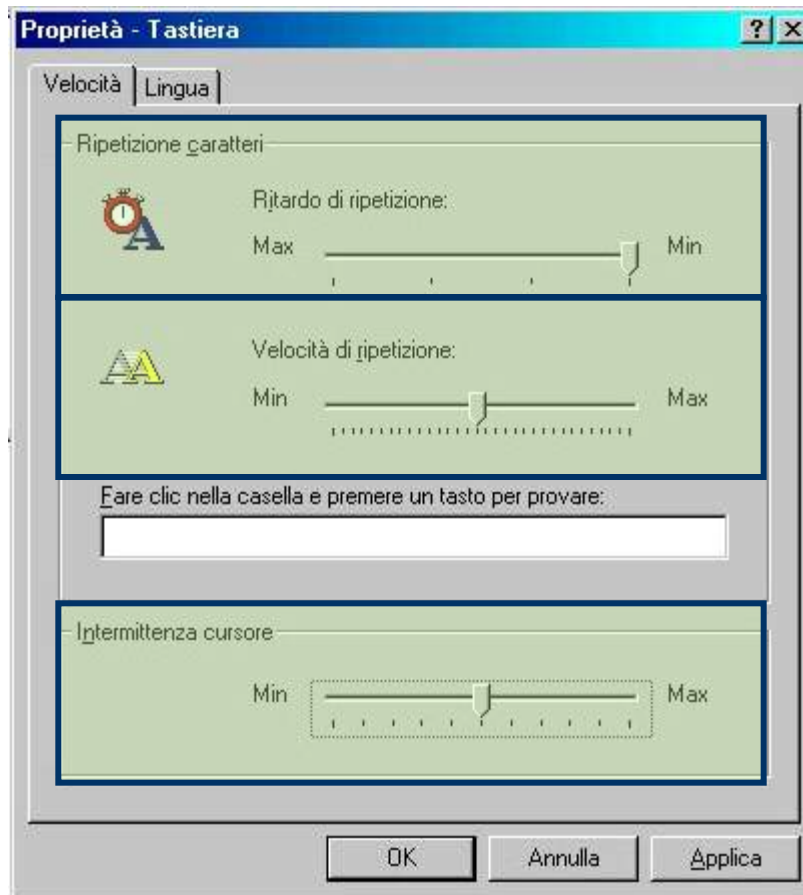 Proprietà - Tastiera
Velocità Lingua
Ripetizione caratteri
Ritardo di ripetizione:
Max Min
Velocità di ripetizione:
Min Max
Fare clic nella casella e premere un tasto per provare:
Intermittenza cursore
Min Max
OK Annulla Applica